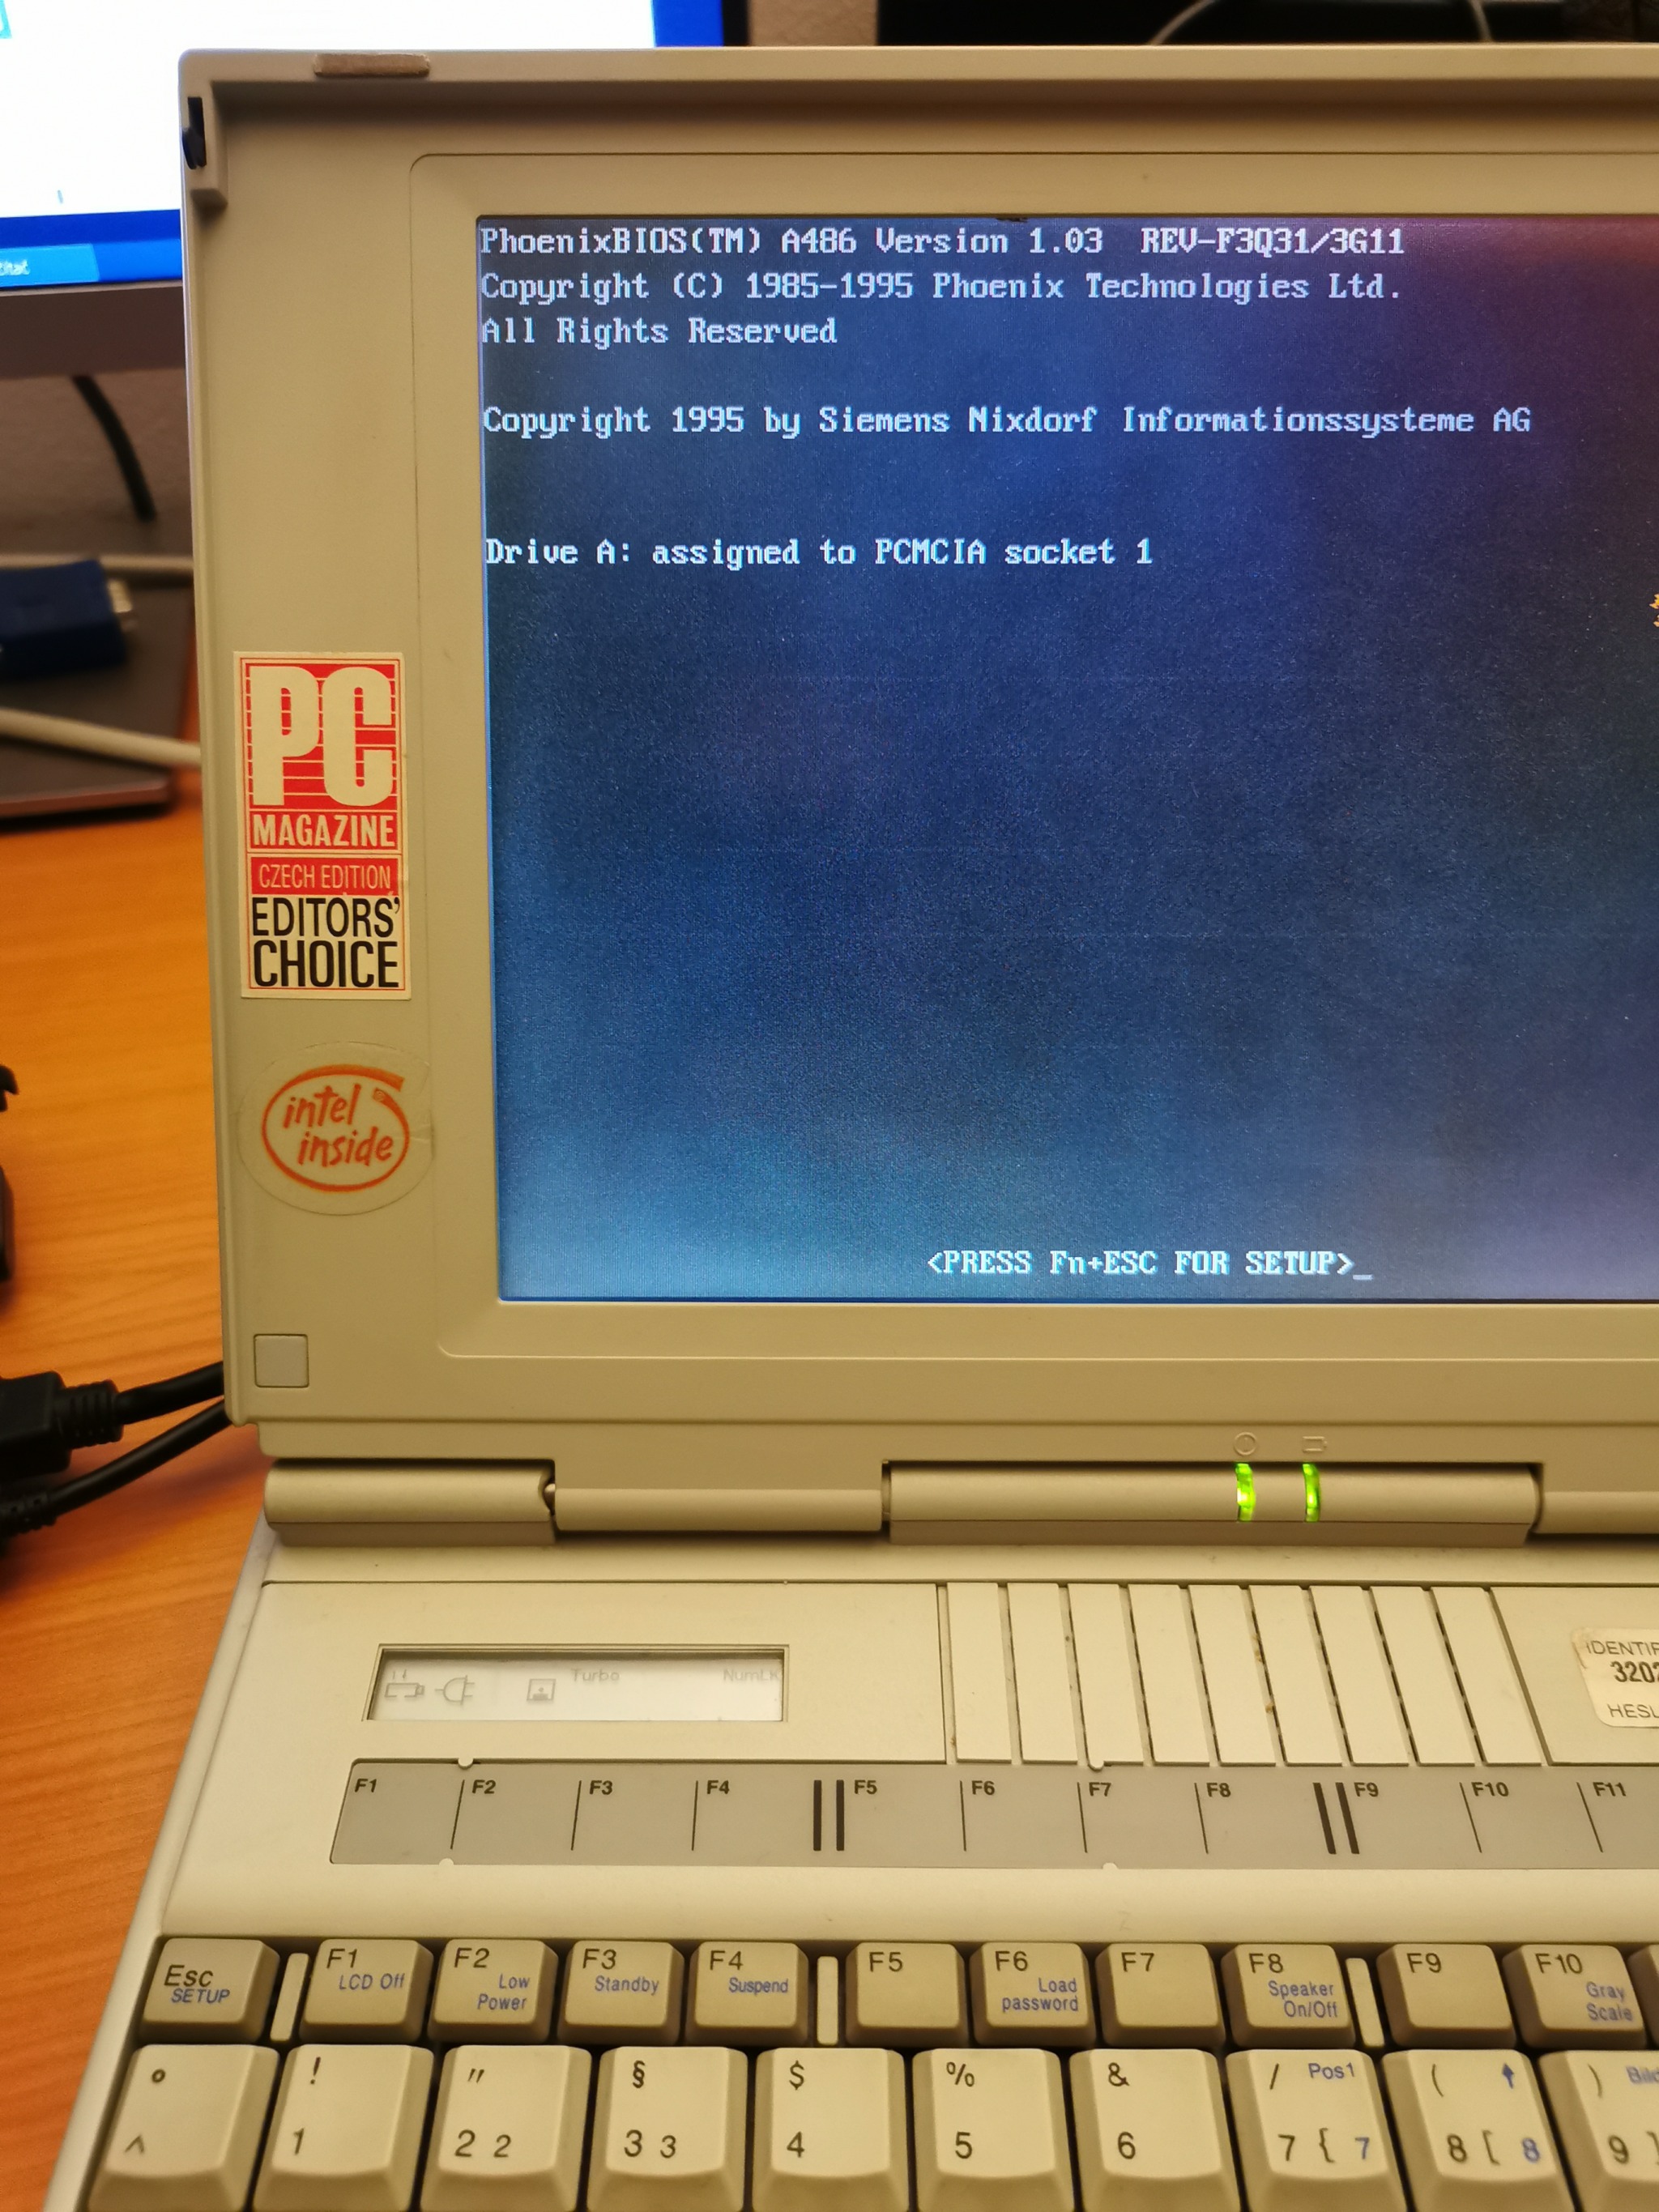 PhoenixBIOS(TM) A486 Version 1.03  REV-F3Q31/3G11
Copyright (C) 1985-1995 Phoenix Technologies Ltd.
All Rights Reserved
Copyright 1995 by Siemens Nixdorf Informationssysteme AG
Drive A: assigned to PCMCIA socket 1
<PRESS Fn+ESC FOR SETUP>_
PC
MAGAZINE
CZECH EDITION
EDITORS'
CHOICE
intel
inside
Turbo NumLk
F1 F2 F3 F4 F5 F6 F7 F8 F9 F10 F11
Esc
SETUP
F1
LCD Off
F2
Low
Power
F3
Standby
F4
Suspend
F5
F6
Load
password
F7
F8
Speaker
On/Off
F9
F10
Gray
Scale
°
^
!
1
"
2 2
§
3 3
$
4
%
5
&
6
/ Pos1
7 { 7
( ↑
8 [ 8
)
9 ]